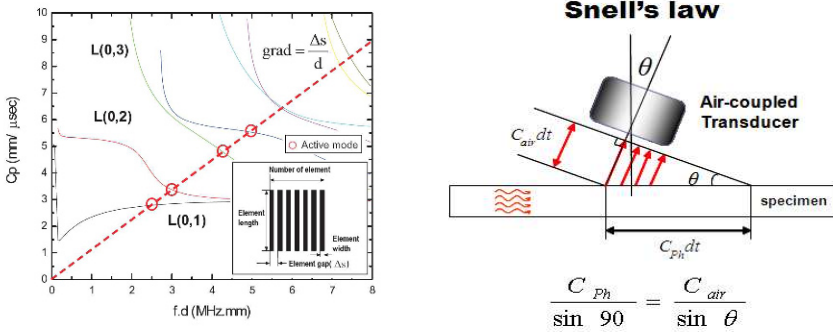 Cp (mm/ μsec)
10
9
8
7
6
5
4
3
2
1
0
L(0,3)
L(0,2)
L(0,1)
grad = Δs/d
Active mode
Number of element
Element length
Element width
Element gap(Δs)
0 1 2 3 4 5 6 7 8
f.d (MHz.mm)
Snell's law
θ
Air-coupled
Transducer
C_air dt
θ
specimen
C_Ph dt
C_Ph / sin 90 = C_air / sin θ